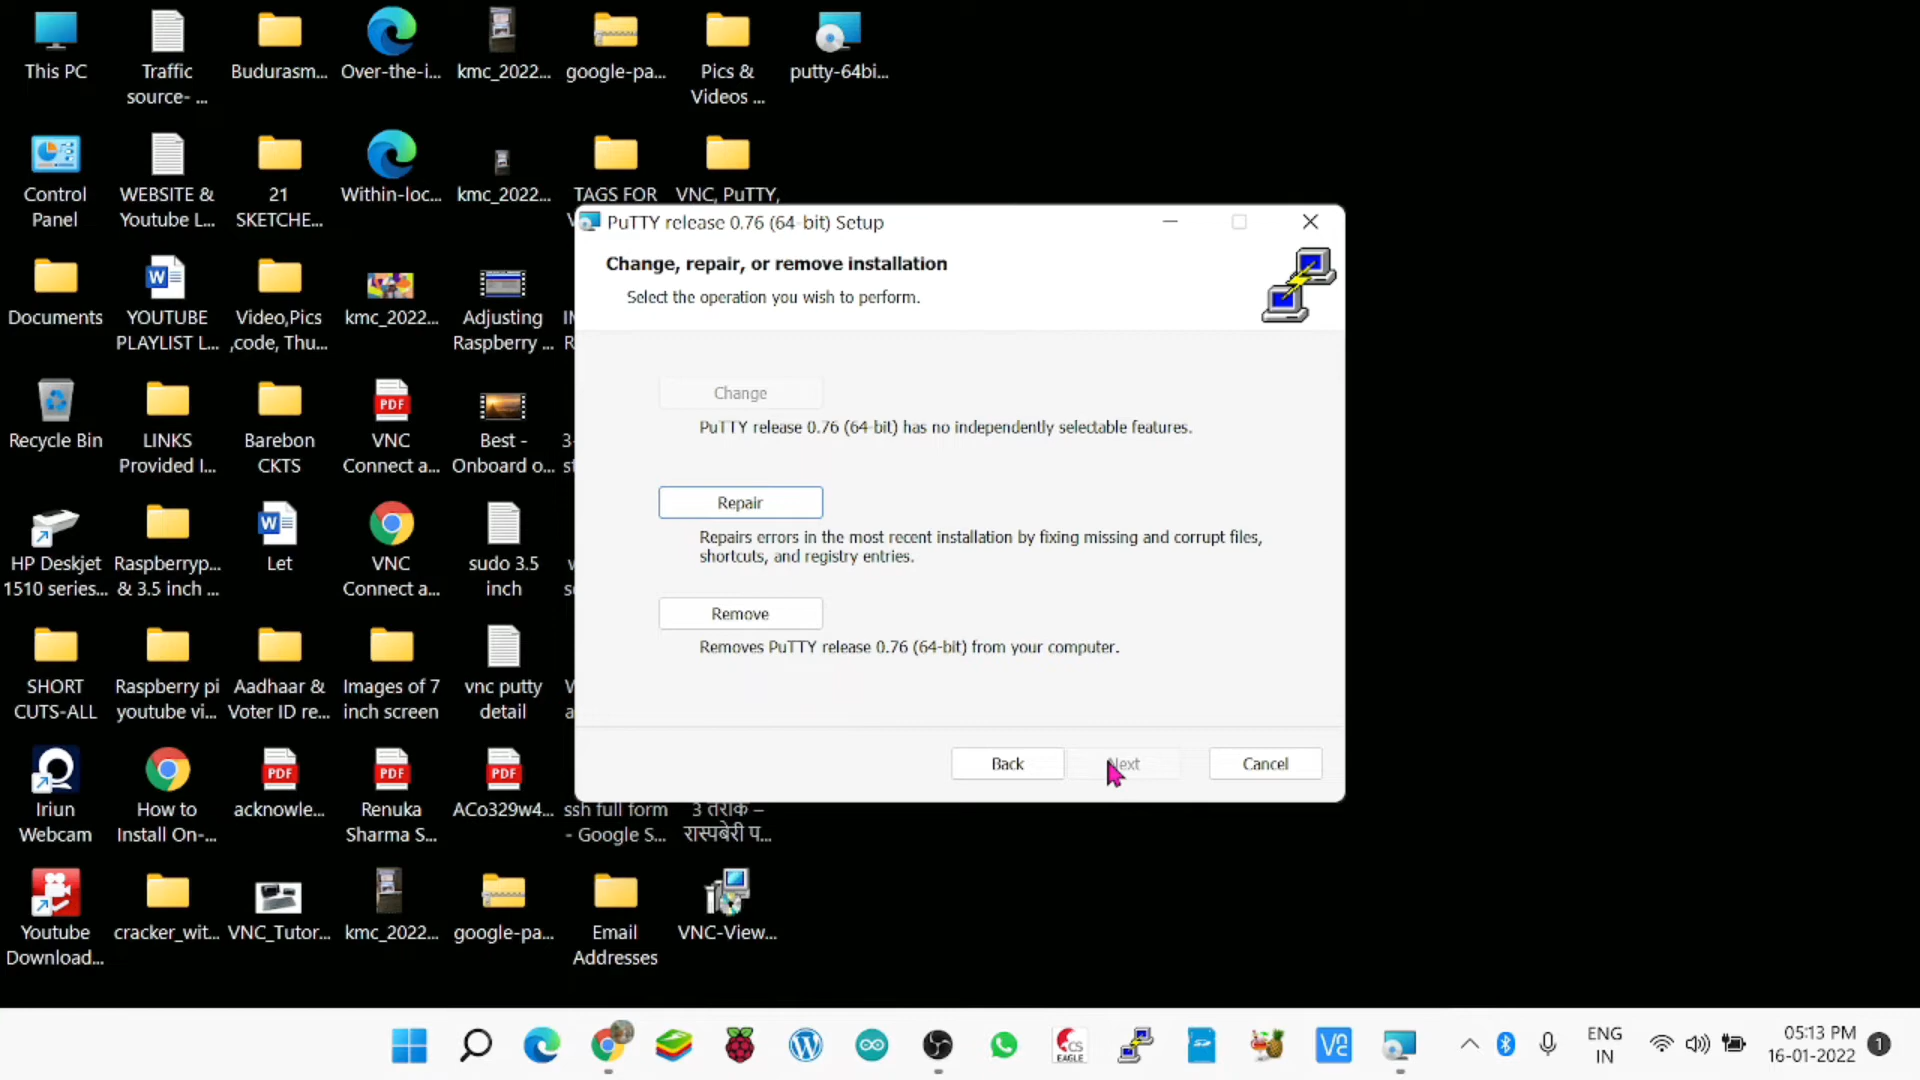 This PC
Traffic
source- ...
Budurasm...
Over-the-i...
kmc_2022...
google-pa...
Pics &
Videos ...
putty-64bi...
Control
Panel
WEBSITE &
Youtube L...
21
SKETCHE...
Within-loc...
kmc_2022...
TAGS FOR
VNC, PuTTY,
PuTTY release 0.76 (64-bit) Setup
Change, repair, or remove installation
Select the operation you wish to perform.
Change
PuTTY release 0.76 (64-bit) has no independently selectable features.
Repair
Repairs errors in the most recent installation by fixing missing and corrupt files,
shortcuts, and registry entries.
Remove
Removes PuTTY release 0.76 (64-bit) from your computer.
Back
Next
Cancel
Documents
YOUTUBE
PLAYLIST L...
Video,Pics
,code, Thu...
kmc_2022...
Adjusting
Raspberry ...
Recycle Bin
LINKS
Provided I...
Barebon
CKTS
PDF
VNC
Connect a...
Best -
Onboard o...
HP Deskjet
1510 series...
Raspberryp...
& 3.5 inch ...
Let
VNC
Connect a...
sudo 3.5
inch
SHORT
CUTS-ALL
Raspberry pi
youtube vi...
Aadhaar &
Voter ID re...
Images of 7
inch screen
vnc putty
detail
Iriun
Webcam
How to
Install On-...
PDF
acknowle...
PDF
Renuka
Sharma S...
PDF
ACo329w4...
ssh full form
- Google S...
3 तरीके –
रास्पबेरी प...
Youtube
Download...
cracker_wit...
VNC_Tutor...
kmc_2022...
google-pa...
Email
Addresses
VNC-View...
CS
EAGLE
ENG
IN
05:13 PM
16-01-2022
1